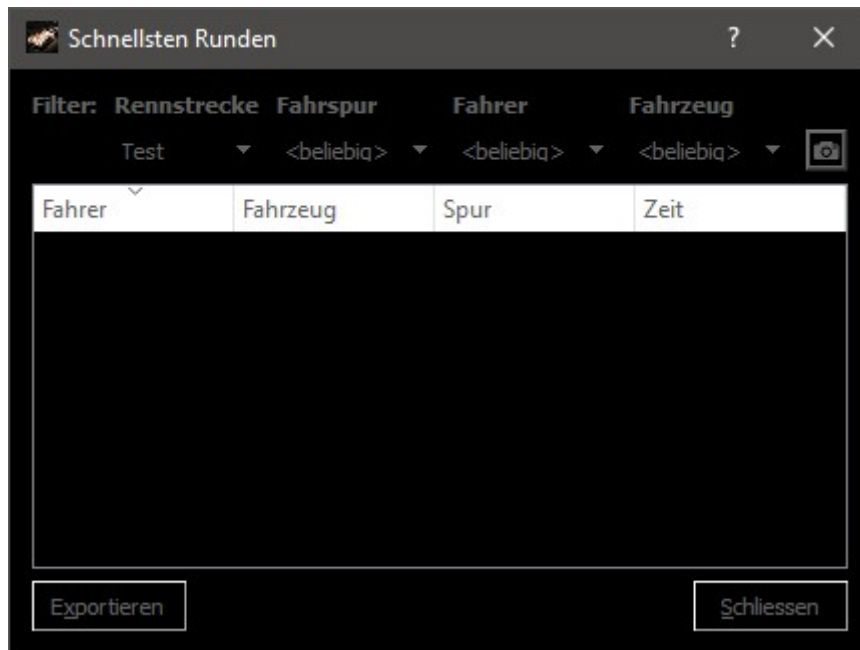 Schnellsten Runden ?
Filter: Rennstrecke Fahrspur Fahrer Fahrzeug
Test <beliebig> <beliebig> <beliebig>
Fahrer Fahrzeug Spur Zeit
Exportieren Schliessen